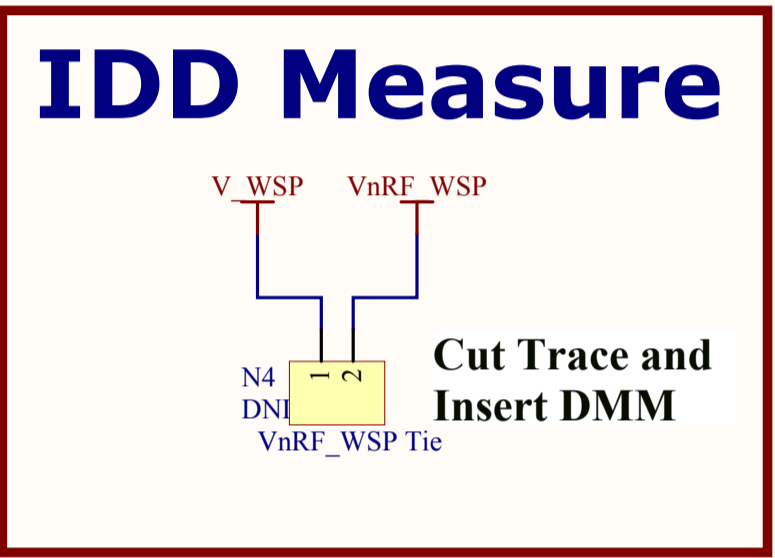 IDD Measure
V_WSP VnRF_WSP
1 2
N4
DNI
VnRF_WSP Tie
Cut Trace and
Insert DMM